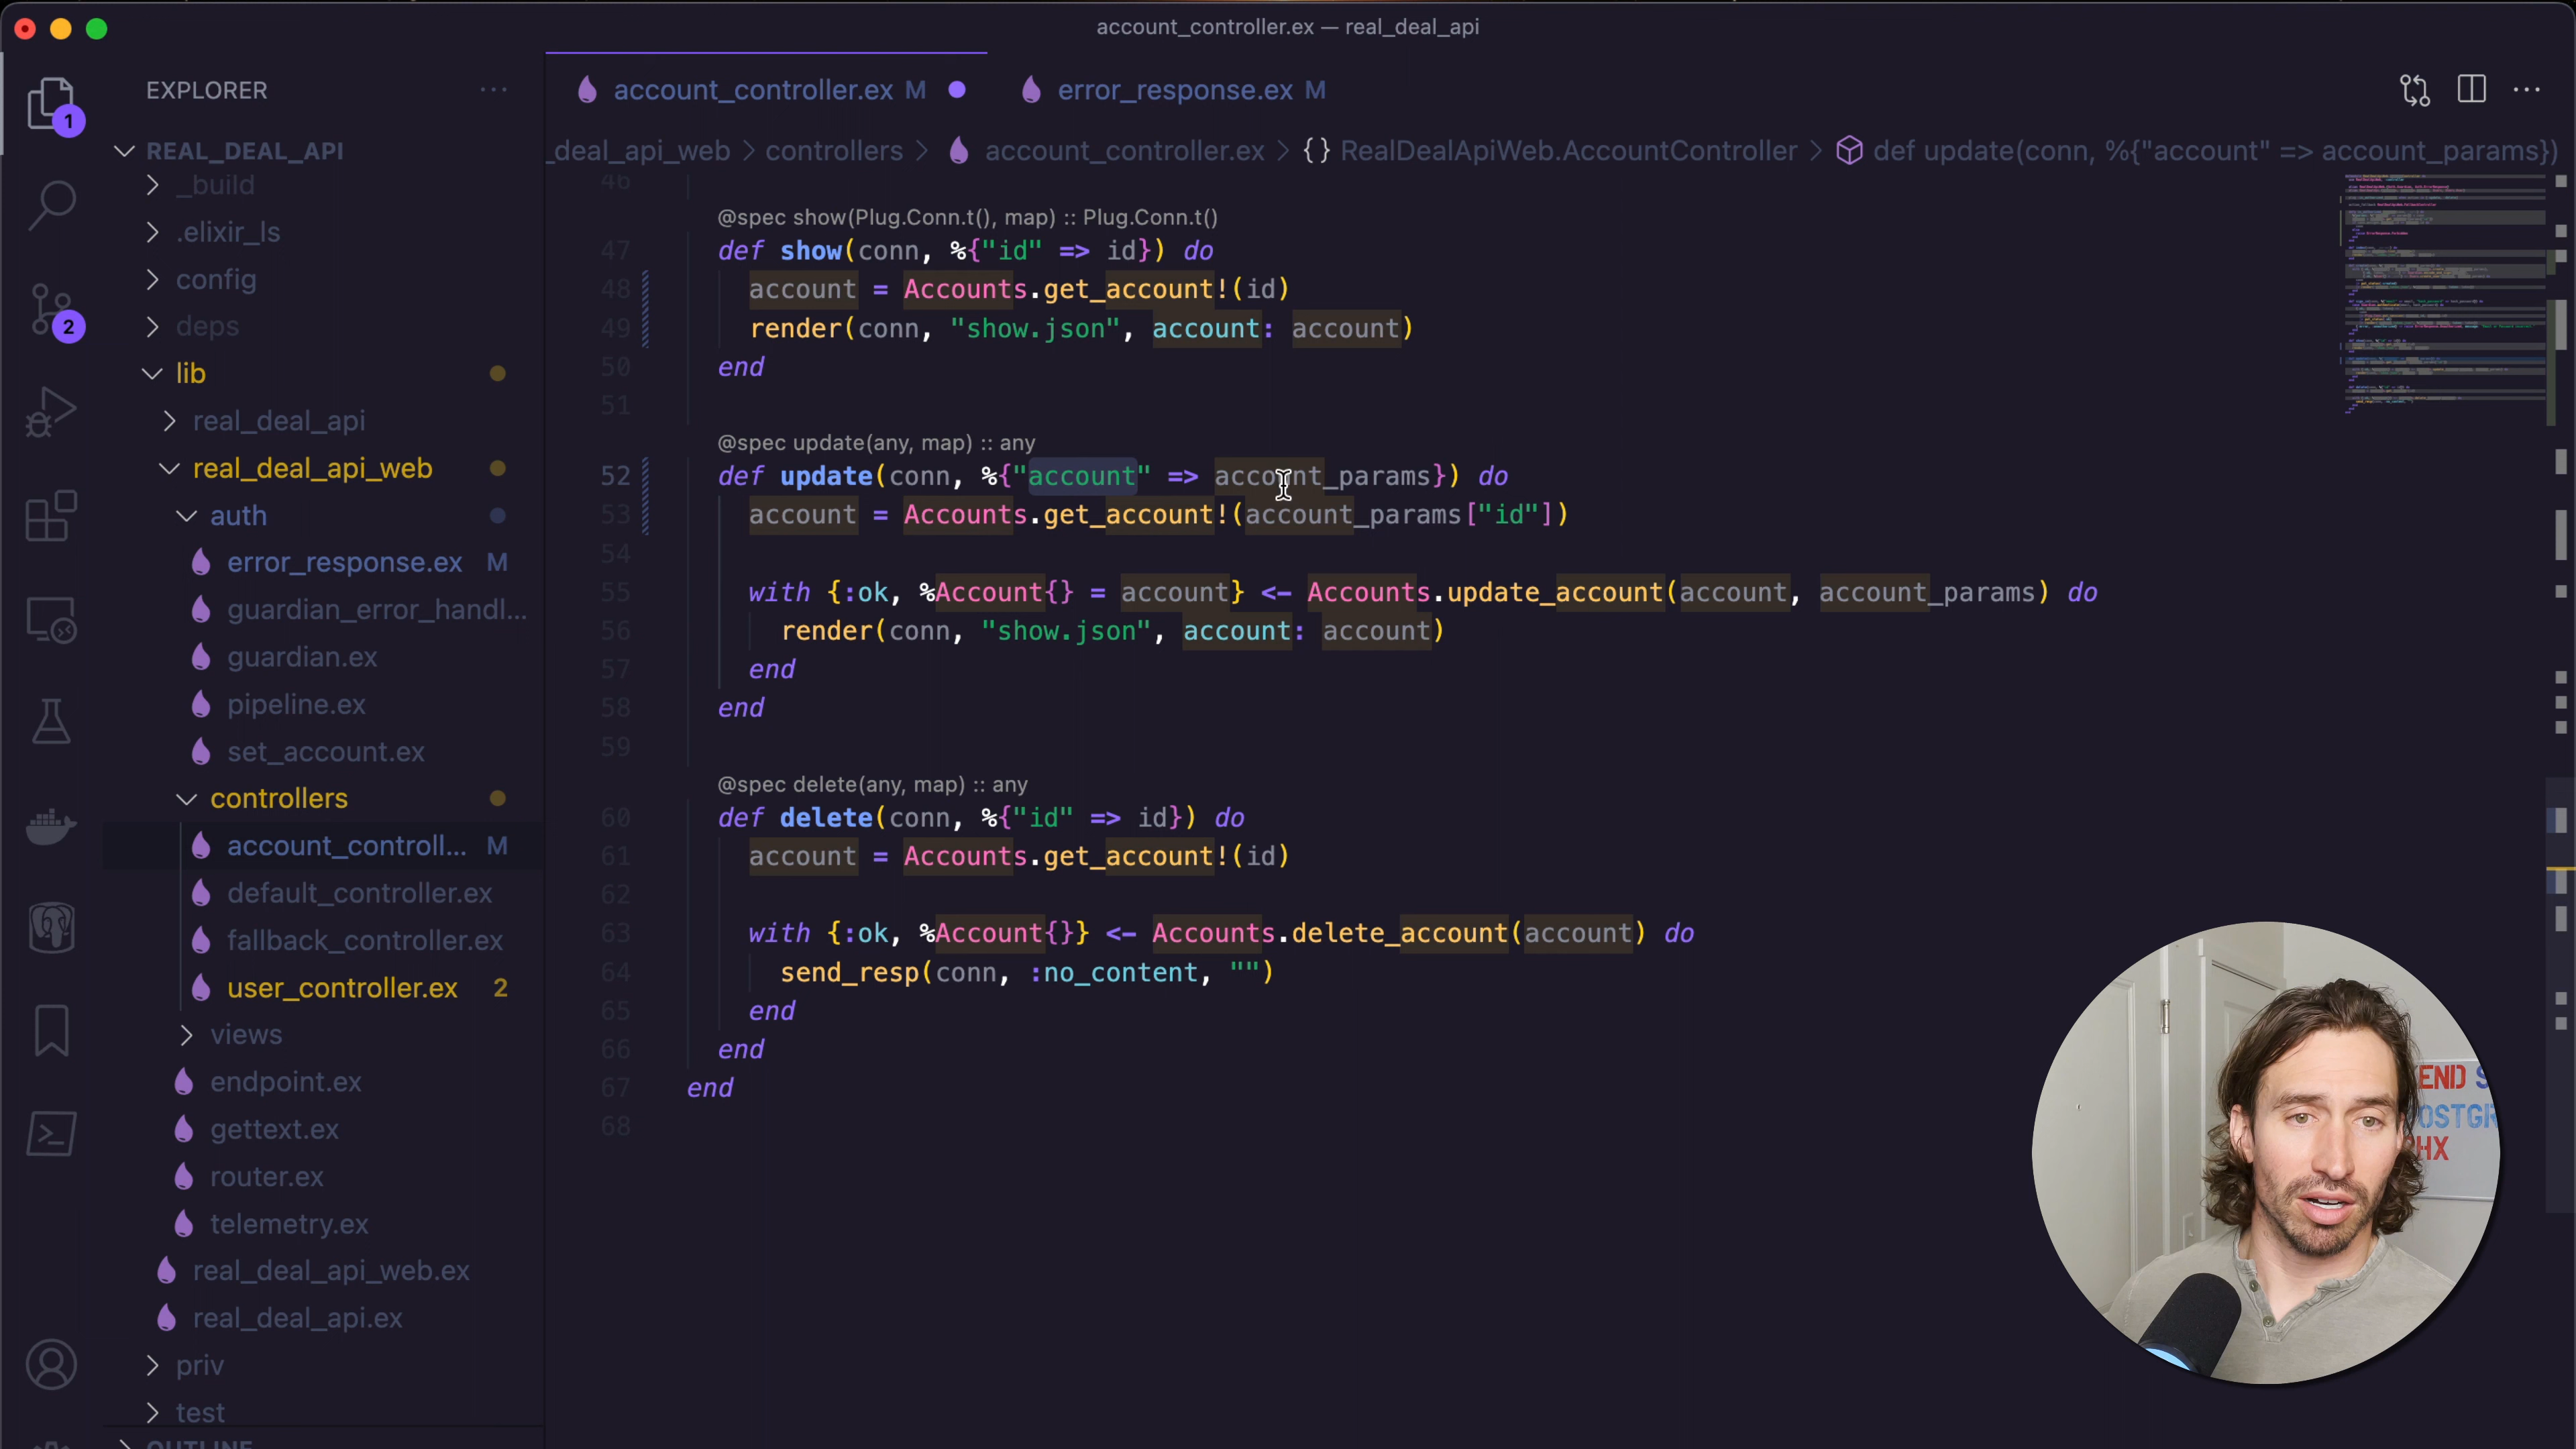 account_controller.ex — real_deal_api
EXPLORER
1
2
REAL_DEAL_API
_build
.elixir_ls
config
deps
lib
real_deal_api
real_deal_api_web
auth
error_response.ex M
guardian_error_handl...
guardian.ex
pipeline.ex
set_account.ex
controllers
account_controll... M
default_controller.ex
fallback_controller.ex
user_controller.ex 2
views
endpoint.ex
gettext.ex
router.ex
telemetry.ex
real_deal_api_web.ex
real_deal_api.ex
priv
test
OUTLINE
account_controller.ex M
error_response.ex M
_deal_api_web > controllers > account_controller.ex > {} RealDealApiWeb.AccountController > def update(conn, %{"account" => account_params})
46
@spec show(Plug.Conn.t(), map) :: Plug.Conn.t()
47 def show(conn, %{"id" => id}) do
48 account = Accounts.get_account!(id)
49 render(conn, "show.json", account: account)
50 end
51
@spec update(any, map) :: any
52 def update(conn, %{"account" => account_params}) do
53 account = Accounts.get_account!(account_params["id"])
54
55 with {:ok, %Account{} = account} <- Accounts.update_account(account, account_params) do
56 render(conn, "show.json", account: account)
57 end
58 end
59
@spec delete(any, map) :: any
60 def delete(conn, %{"id" => id}) do
61 account = Accounts.get_account!(id)
62
63 with {:ok, %Account{}} <- Accounts.delete_account(account) do
64 send_resp(conn, :no_content, "")
65 end
66 end
67 end
68